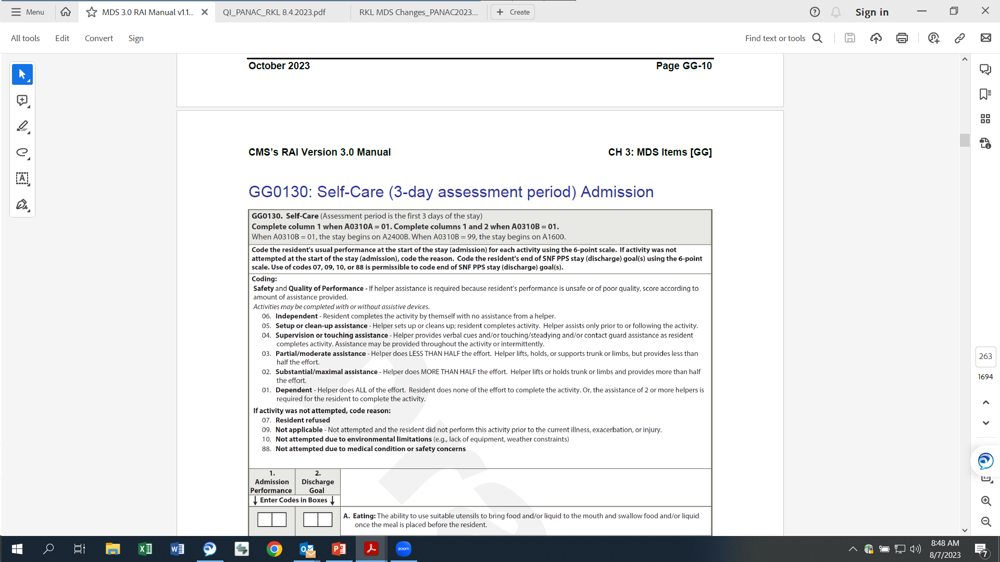 Menu
MDS 3.0 RAI Manual v1.1...
QI_PANAC_RKL 8.4.2023.pdf
RKL MDS Changes_PANAC2023....
Create
Sign in
All tools
Edit
Convert
Sign
Find text or tools
October 2023
Page GG-10
CMS's RAI Version 3.0 Manual
CH 3: MDS Items [GG]
GG0130: Self-Care (3-day assessment period) Admission
GG0130. Self-Care (Assessment period is the first 3 days of the stay)
Complete column 1 when A0310A = 01. Complete columns 1 and 2 when A0310B = 01.
When A0310B = 01, the stay begins on A2400B. When A0310B = 99, the stay begins on A1600.
Code the resident's usual performance at the start of the stay (admission) for each activity using the 6-point scale. If activity was not
attempted at the start of the stay (admission), code the reason. Code the resident's end of SNF PPS stay (discharge) goal(s) using the 6-point
scale. Use of codes 07, 09, 10, or 88 is permissible to code end of SNF PPS stay (discharge) goal(s).
Coding:
Safety and Quality of Performance - If helper assistance is required because resident's performance is unsafe or of poor quality, score according to
amount of assistance provided.
Activities may be completed with or without assistive devices.
06. Independent - Resident completes the activity by themself with no assistance from a helper.
05. Setup or clean-up assistance - Helper sets up or cleans up; resident completes activity. Helper assists only prior to or following the activity.
04. Supervision or touching assistance - Helper provides verbal cues and/or touching/steadying and/or contact guard assistance as resident
completes activity. Assistance may be provided throughout the activity or intermittently.
03. Partial/moderate assistance - Helper does LESS THAN HALF the effort. Helper lifts, holds, or supports trunk or limbs, but provides less than
half the effort.
02. Substantial/maximal assistance - Helper does MORE THAN HALF the effort. Helper lifts or holds trunk or limbs and provides more than half
the effort.
01. Dependent - Helper does ALL of the effort. Resident does none of the effort to complete the activity. Or, the assistance of 2 or more helpers is
required for the resident to complete the activity.
If activity was not attempted, code reason:
07. Resident refused
09. Not applicable - Not attempted and the resident did not perform this activity prior to the current illness, exacerbation, or injury.
10. Not attempted due to environmental limitations (e.g., lack of equipment, weather constraints)
88. Not attempted due to medical condition or safety concerns
1.
Admission
Performance
2.
Discharge
Goal
Enter Codes in Boxes
A. Eating: The ability to use suitable utensils to bring food and/or liquid to the mouth and swallow food and/or liquid
once the meal is placed before the resident.
263
1694
zoom
8:48 AM
8/7/2023
7